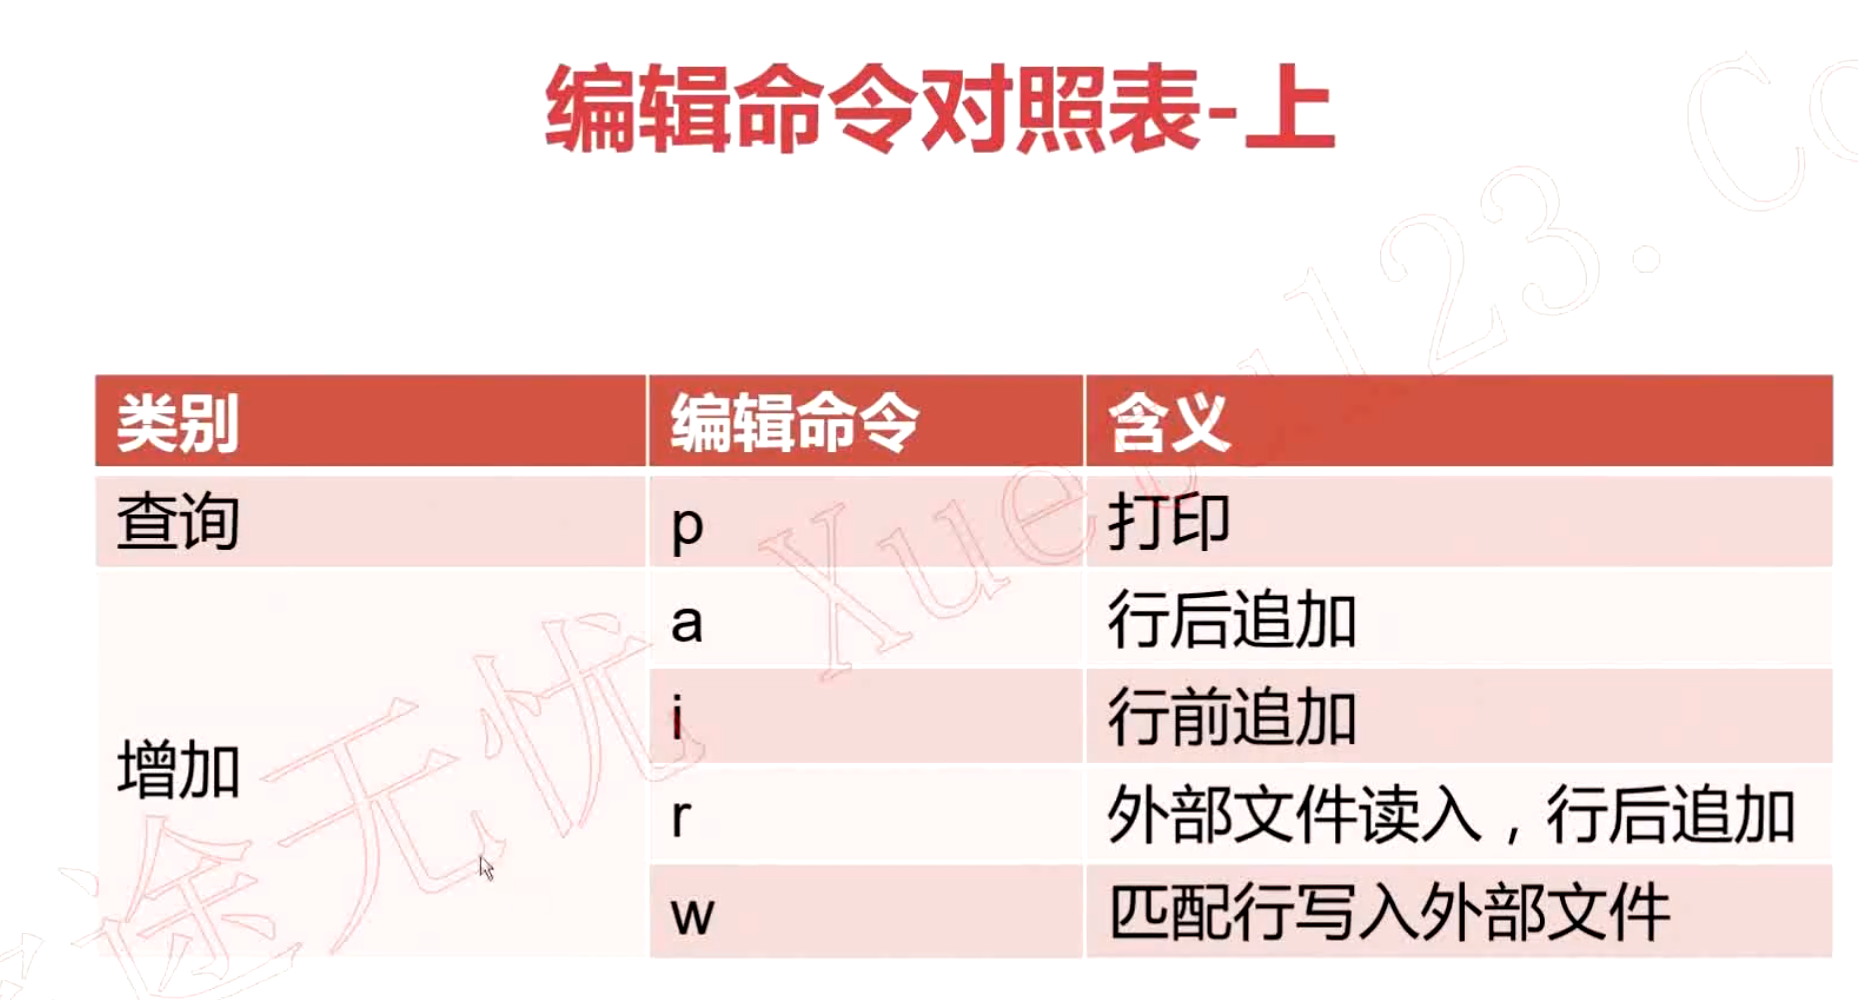 编辑命令对照表-上
类别 编辑命令 含义
查询 p 打印
a 行后追加
i 行前追加
增加
r 外部文件读入，行后追加
w 匹配行写入外部文件
途无忧 Xuetu123.Co